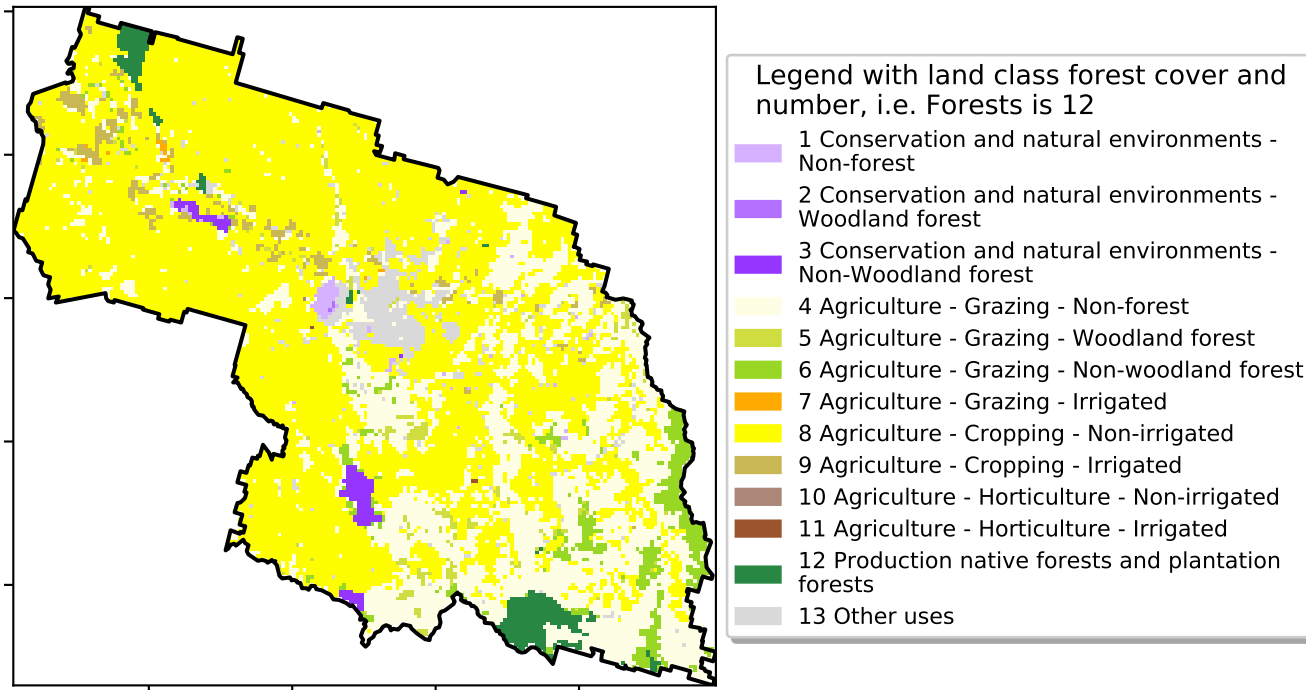 Legend with land class forest cover and
number, i.e. Forests is 12
1 Conservation and natural environments -
Non-forest
2 Conservation and natural environments -
Woodland forest
3 Conservation and natural environments -
Non-Woodland forest
4 Agriculture - Grazing - Non-forest
5 Agriculture - Grazing - Woodland forest
6 Agriculture - Grazing - Non-woodland forest
7 Agriculture - Grazing - Irrigated
8 Agriculture - Cropping - Non-irrigated
9 Agriculture - Cropping - Irrigated
10 Agriculture - Horticulture - Non-irrigated
11 Agriculture - Horticulture - Irrigated
12 Production native forests and plantation
forests
13 Other uses